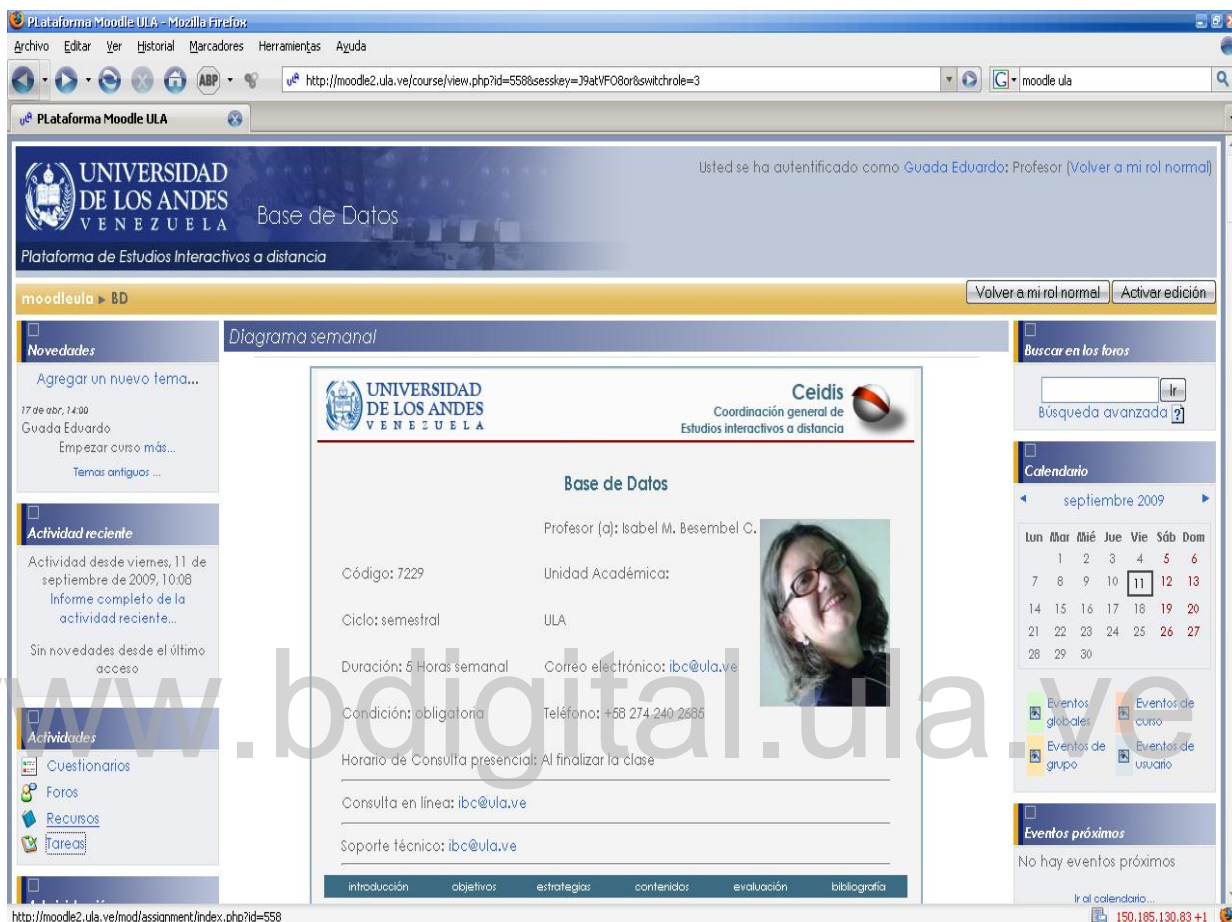 PLataforma Moodle ULA - Mozilla Firefox
Archivo Editar Ver Historial Marcadores Herramientas Ayuda
ABP
http://moodle2.ula.ve/course/view.php?id=558&sesskey=J9atVFO8or&switchrole=3
moodle ula
PLataforma Moodle ULA
UNIVERSIDAD
DE LOS ANDES
VENEZUELA
Base de Datos
Usted se ha autentificado como Guada Eduardo: Profesor (Volver a mi rol normal)
Plataforma de Estudios Interactivos a distancia
moodleula ► BD
Volver a mi rol normal Activar edición
Novedades
Agregar un nuevo tema...
17 de abr, 14:00
Guada Eduardo
Empezar curso más...
Temas antiguos ...
Actividad reciente
Actividad desde viernes, 11 de
septiembre de 2009, 10:08
Informe completo de la
actividad reciente...
Sin novedades desde el último
acceso
Actividades
Cuestionarios
Foros
Recursos
Tareas
Diagrama semanal
UNIVERSIDAD
DE LOS ANDES
VENEZUELA
Ceidis
Coordinación general de
Estudios interactivos a distancia
Base de Datos
Profesor (a): Isabel M. Besembel C.
Código: 7229 Unidad Académica:
Ciclo: semestral ULA
Duración: 5 Horas semanal Correo electrónico: ibc@ula.ve
Condición: obligatoria Teléfono: +58 274 240 2685
Horario de Consulta presencial: Al finalizar la clase
Consulta en línea: ibc@ula.ve
Soporte técnico: ibc@ula.ve
introducción objetivos estrategias contenidos evaluación bibliografía
Buscar en los foros
Ir
Búsqueda avanzada ?
Calendario
◄ septiembre 2009 ►
Lun Mar Mié Jue Vie Sáb Dom
1 2 3 4 5 6
7 8 9 10 11 12 13
14 15 16 17 18 19 20
21 22 23 24 25 26 27
28 29 30
Eventos globales
Eventos de curso
Eventos de grupo
Eventos de usuario
Eventos próximos
No hay eventos próximos
Ir al calendario...
http://moodle2.ula.ve/mod/assignment/index.php?id=558
150.185.130.83 +1
www.bdigital.ula.ve